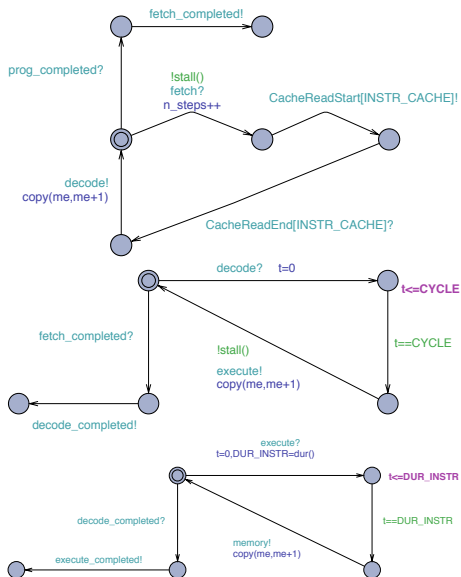 fetch_completed!
prog_completed?
!stall()
fetch?
n_steps++
CacheReadStart[INSTR_CACHE]!
decode!
copy(me,me+1)
CacheReadEnd[INSTR_CACHE]?
decode? t=0
t<=CYCLE
fetch_completed?
t==CYCLE
!stall()
execute!
copy(me,me+1)
decode_completed!
execute?
t=0,DUR_INSTR=dur()
t<=DUR_INSTR
decode_completed?
t==DUR_INSTR
memory!
copy(me,me+1)
execute_completed!